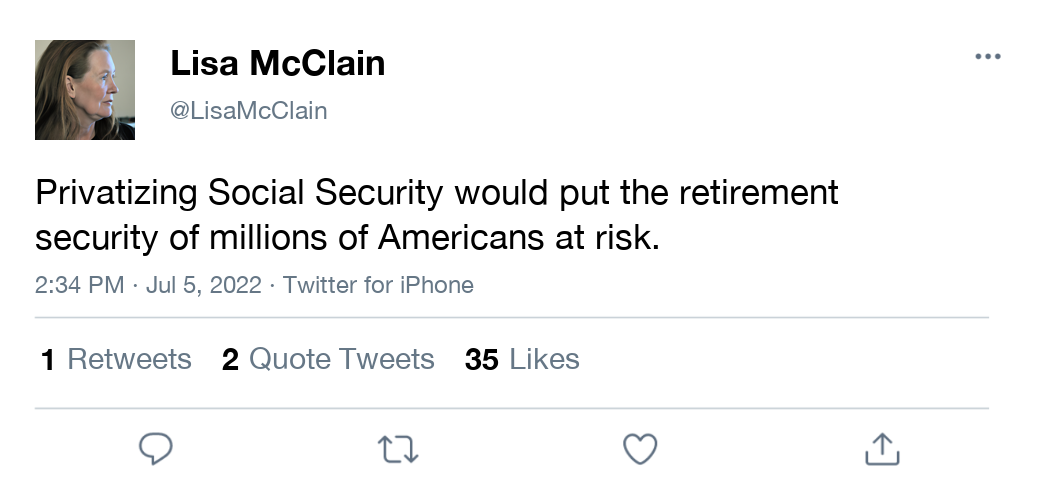 Lisa McClain
@LisaMcClain
Privatizing Social Security would put the retirement
security of millions of Americans at risk.
2:34 PM · Jul 5, 2022 · Twitter for iPhone
1 Retweets 2 Quote Tweets 35 Likes